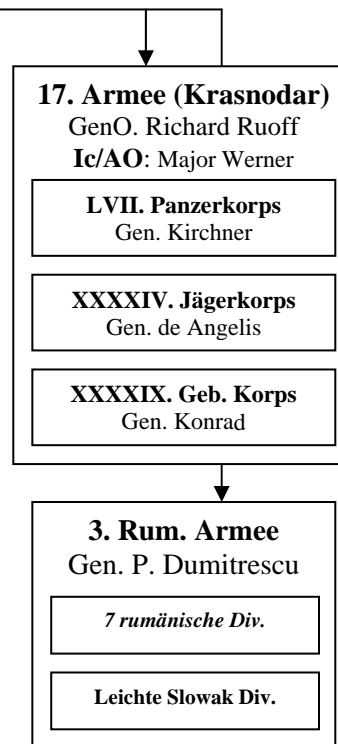 17. Armee (Krasnodar)
GenO. Richard Ruoff
Ic/AO: Major Werner
LVII. Panzerkorps
Gen. Kirchner
XXXXIV. Jägerkorps
Gen. de Angelis
XXXXIX. Geb. Korps
Gen. Konrad
3. Rum. Armee
Gen. P. Dumitrescu
7 rumänische Div.
Leichte Slowak Div.